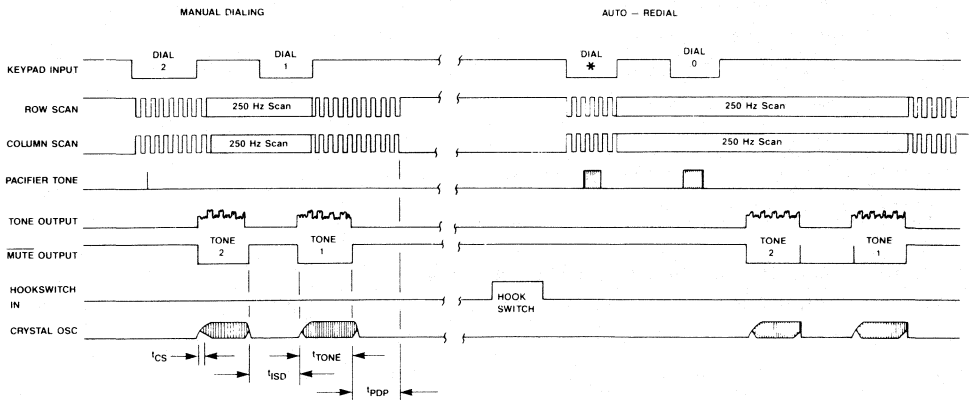 MANUAL DIALING
AUTO — REDIAL
KEYPAD INPUT
DIAL
2
DIAL
1
DIAL
*
DIAL
0
ROW SCAN
250 Hz Scan
250 Hz Scan
COLUMN SCAN
250 Hz Scan
250 Hz Scan
PACIFIER TONE
TONE OUTPUT
MUTE OUTPUT
TONE
2
TONE
1
TONE
2
TONE
1
HOOKSWITCH
IN
HOOK
SWITCH
CRYSTAL OSC
tCS
tISD
tTONE
tPDP